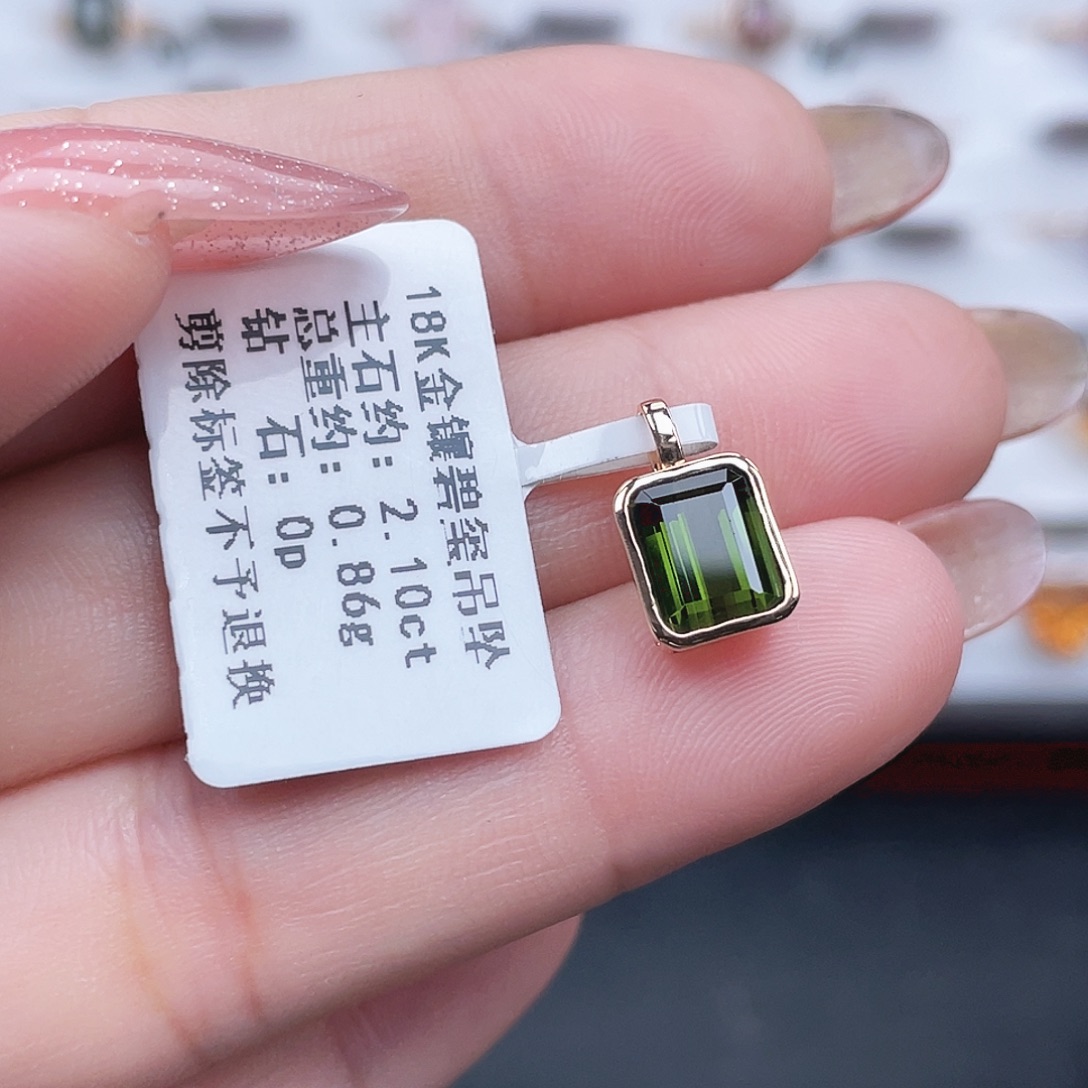 18K金镶碧玺吊坠
主石约: 2.10ct
总重约: 0.86g
钻 石: 0p
剪除标签不予退换